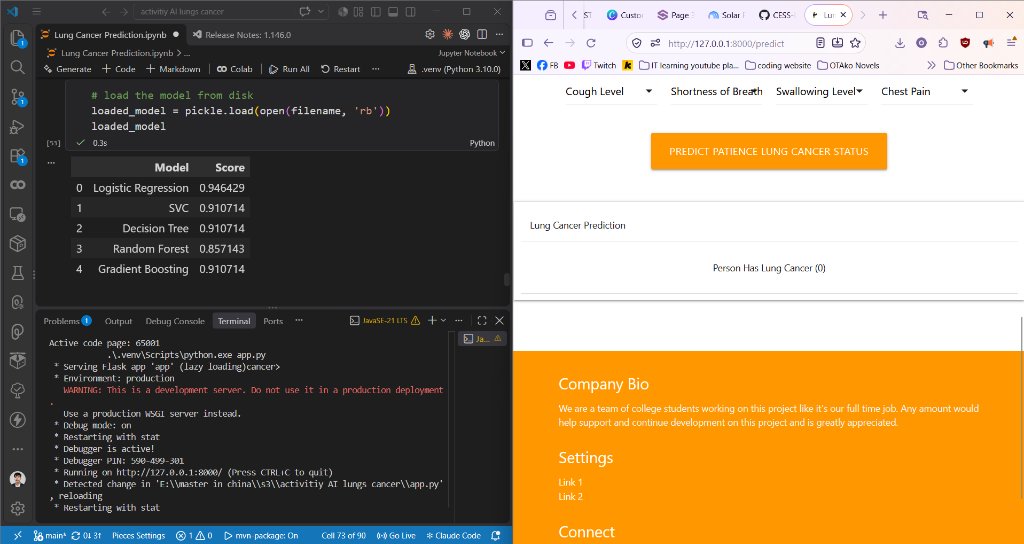 activitiy AI lungs cancer
Lung Cancer Prediction.ipynb
Release Notes: 1.146.0
Lung Cancer Prediction.ipynb > ...
Jupyter Notebook
Generate + Code + Markdown Colab Run All Restart ... .venv (Python 3.10.0)
# load the model from disk
loaded_model = pickle.load(open(filename, 'rb'))
loaded_model
[51] 0.3s Python
...
Model Score
0 Logistic Regression 0.946429
1 SVC 0.910714
2 Decision Tree 0.910714
3 Random Forest 0.857143
4 Gradient Boosting 0.910714
Problems 1 Output Debug Console Terminal Ports ... JavaSE-21 LTS
Ja...
Active code page: 65001
.\.venv\Scripts\python.exe app.py
* Serving Flask app 'app' (lazy loading)cancer>
* Environment: production
WARNING: This is a development server. Do not use it in a production deployment
.
Use a production WSGI server instead.
* Debug mode: on
* Restarting with stat
* Debugger is active!
* Debugger PIN: 590-499-301
* Running on http://127.0.0.1:8000/ (Press CTRL+C to quit)
* Detected change in 'E:\\master in china\\s3\\activitiy AI lungs cancer\\app.py'
, reloading
* Restarting with stat
main* Pieces Settings 1 0 mvn package: On Cell 73 of 90 Go Live Claude Code
ST Custor Page Solar CESS- Lur
http://127.0.0.1:8000/predict
FB Twitch IT learning youtube pla... coding website OTAko Novels Other Bookmarks
Cough Level Shortness of Breath Swallowing Level Chest Pain
PREDICT PATIENCE LUNG CANCER STATUS
Lung Cancer Prediction
Person Has Lung Cancer (0)
Company Bio
We are a team of college students working on this project like it's our full time job. Any amount would
help support and continue development on this project and is greatly appreciated.
Settings
Link 1
Link 2
Connect